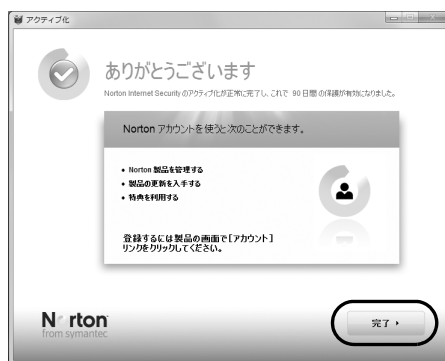 アクティブ化
ありがとうございます
Norton Internet Security のアクティブ化が正常に完了し、これで 90 日間の保護が有効になりました。
Norton アカウントを使うと次のことができます。
• Norton 製品を管理する
• 製品の更新を入手する
• 特典を利用する
登録するには製品の画面で [アカウント]
リンクをクリックしてください。
Norton
from symantec
完了